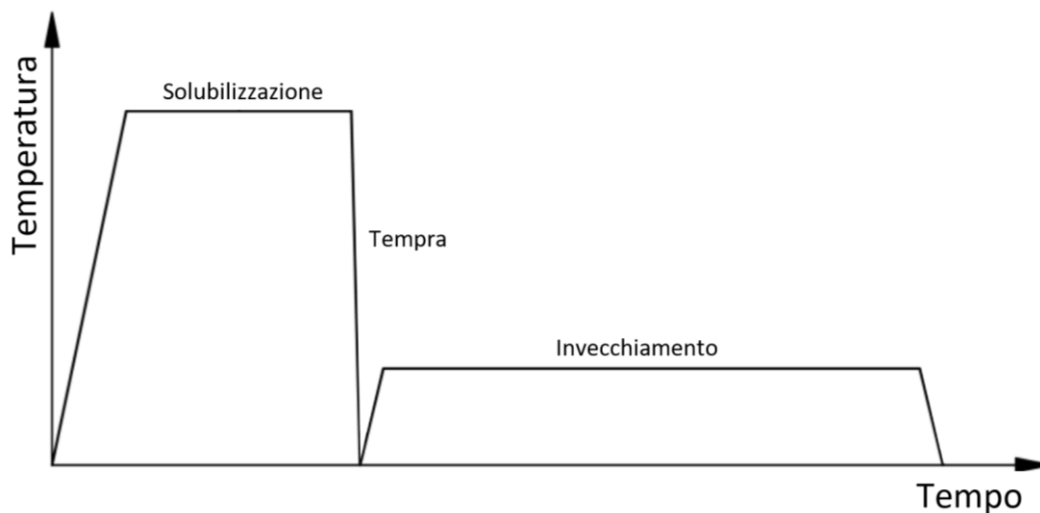 Solubilizzazione
Temperatura
Tempra
Invecchiamento
Tempo